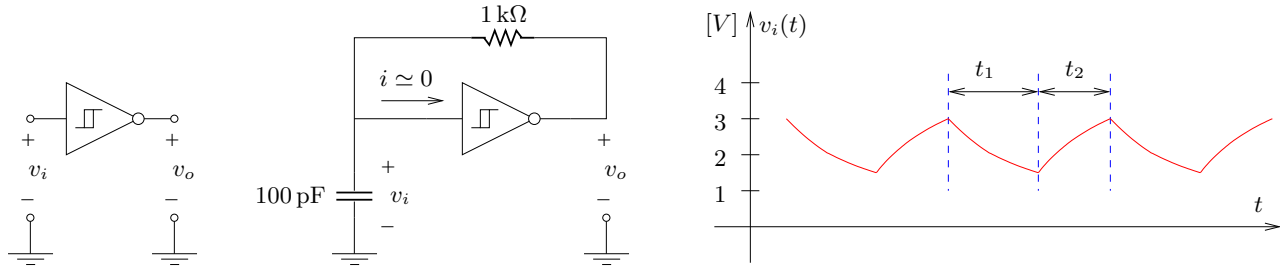 1 kΩ
i ≃ 0
+ v_i −
+ v_o −
100 pF
+ v_i −
+ v_o −
[V] v_i(t)
t_1 t_2
4
3
2
1
t